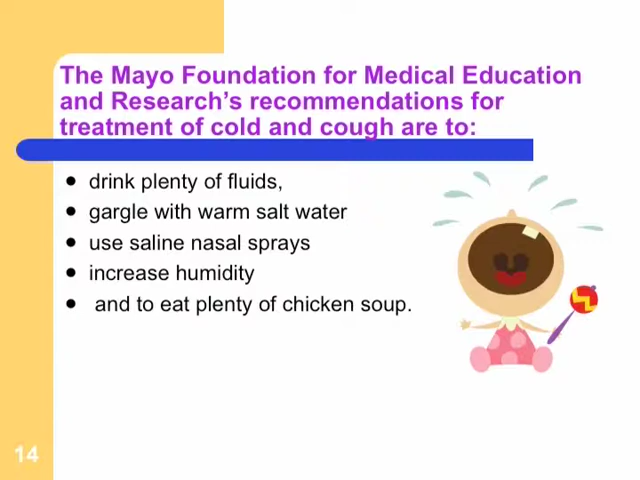 The Mayo Foundation for Medical Education
and Research’s recommendations for
treatment of cold and cough are to:
● drink plenty of fluids,
● gargle with warm salt water
● use saline nasal sprays
● increase humidity
● and to eat plenty of chicken soup.
14